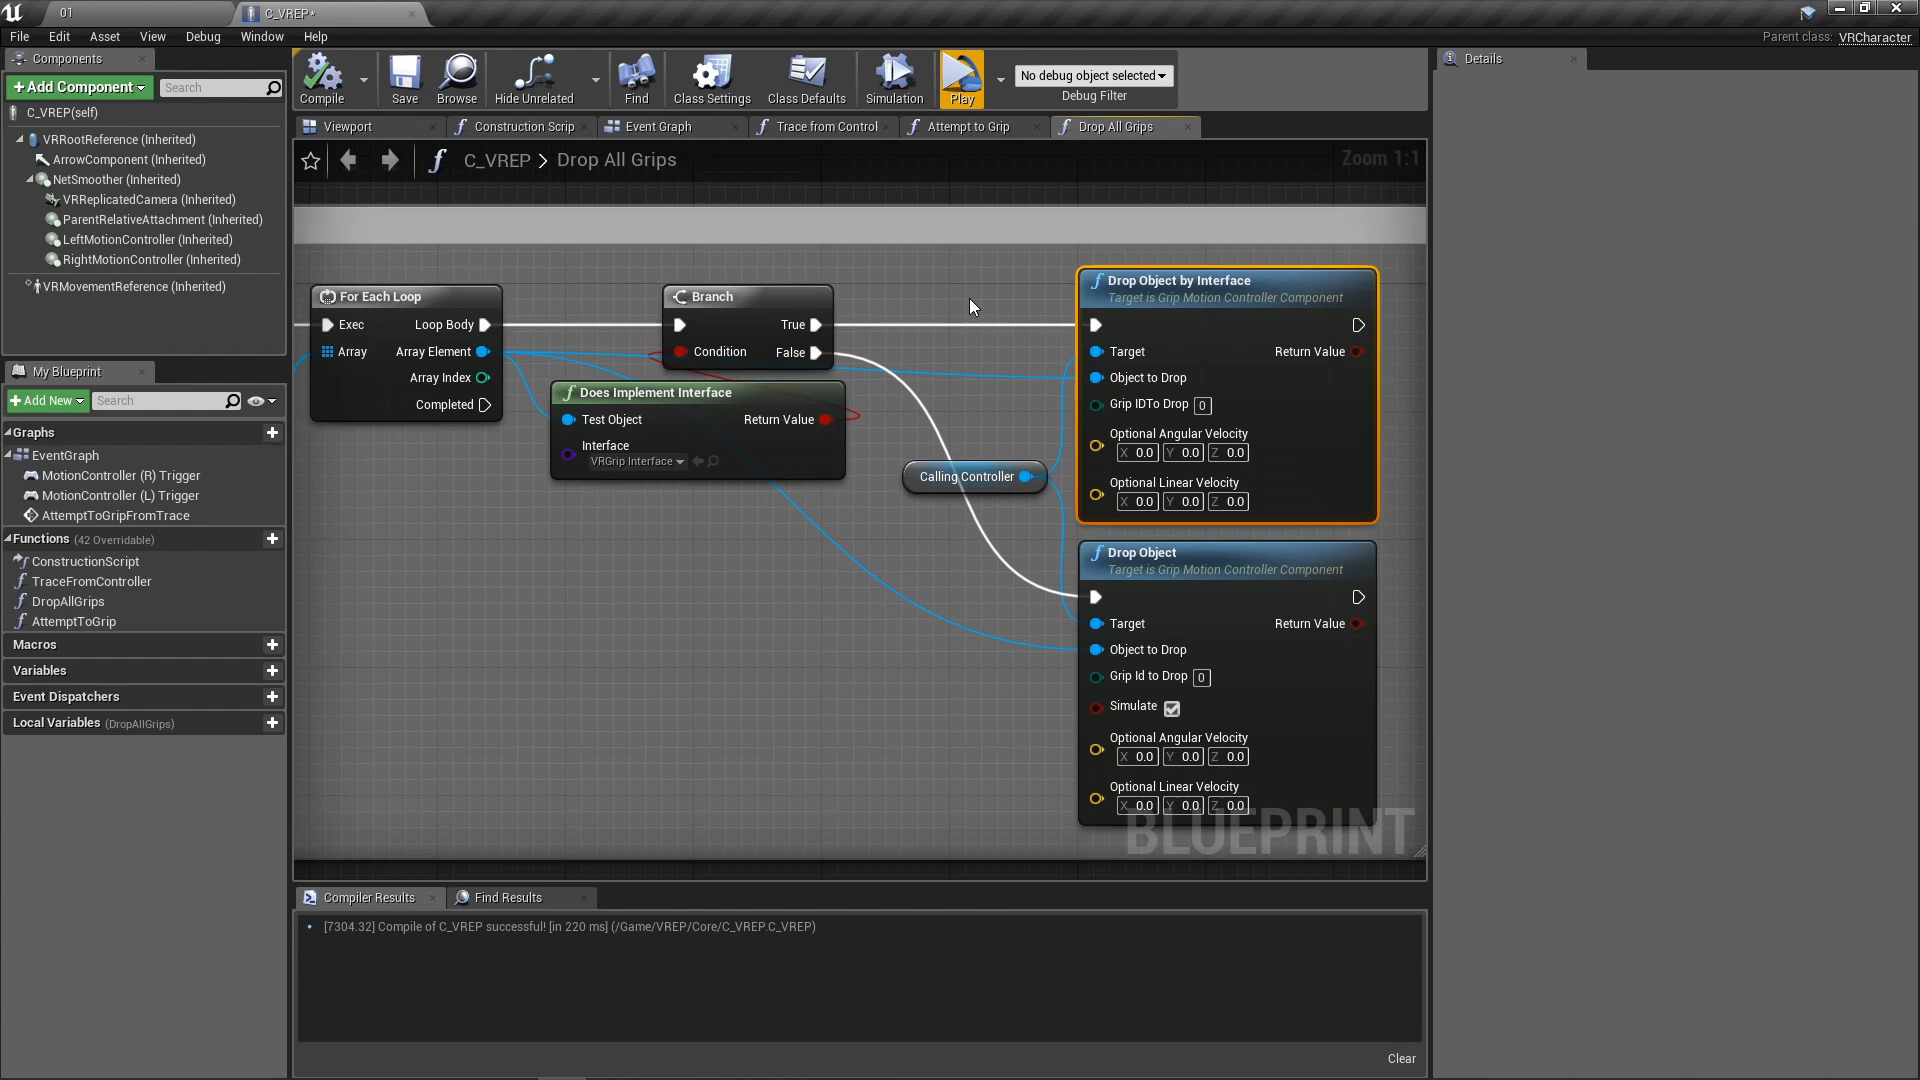 01
C_VREP*
File Edit Asset View Debug Window Help
Parent class: VRCharacter
Components
Add Component
Search
C_VREP(self)
VRRootReference (Inherited)
ArrowComponent (Inherited)
NetSmoother (Inherited)
VRReplicatedCamera (Inherited)
ParentRelativeAttachment (Inherited)
LeftMotionController (Inherited)
RightMotionController (Inherited)
VRMovementReference (Inherited)
My Blueprint
Add New
Search
Graphs
EventGraph
MotionController (R) Trigger
MotionController (L) Trigger
AttemptToGripFromTrace
Functions (42 Overridable)
ConstructionScript
TraceFromController
DropAllGrips
AttemptToGrip
Macros
Variables
Event Dispatchers
Local Variables (DropAllGrips)
Compile
Save
Browse
Hide Unrelated
Find
Class Settings
Class Defaults
Simulation
Play
No debug object selected
Debug Filter
Viewport
Construction Scrip
Event Graph
Trace from Control
Attempt to Grip
Drop All Grips
C_VREP > Drop All Grips
Zoom 1:1
For Each Loop
Exec Loop Body
Array Array Element
Array Index
Completed
Branch
True
Condition False
Does Implement Interface
Test Object Return Value
Interface
VRGrip Interface
Calling Controller
Drop Object by Interface
Target is Grip Motion Controller Component
Target Return Value
Object to Drop
Grip IDTo Drop 0
Optional Angular Velocity
X 0.0 Y 0.0 Z 0.0
Optional Linear Velocity
X 0.0 Y 0.0 Z 0.0
Drop Object
Target is Grip Motion Controller Component
Target Return Value
Object to Drop
Grip Id to Drop 0
Simulate
Optional Angular Velocity
X 0.0 Y 0.0 Z 0.0
Optional Linear Velocity
X 0.0 Y 0.0 Z 0.0
BLUEPRINT
Compiler Results
Find Results
[7304.32] Compile of C_VREP successful! [in 220 ms] (/Game/VREP/Core/C_VREP.C_VREP)
Clear
Details